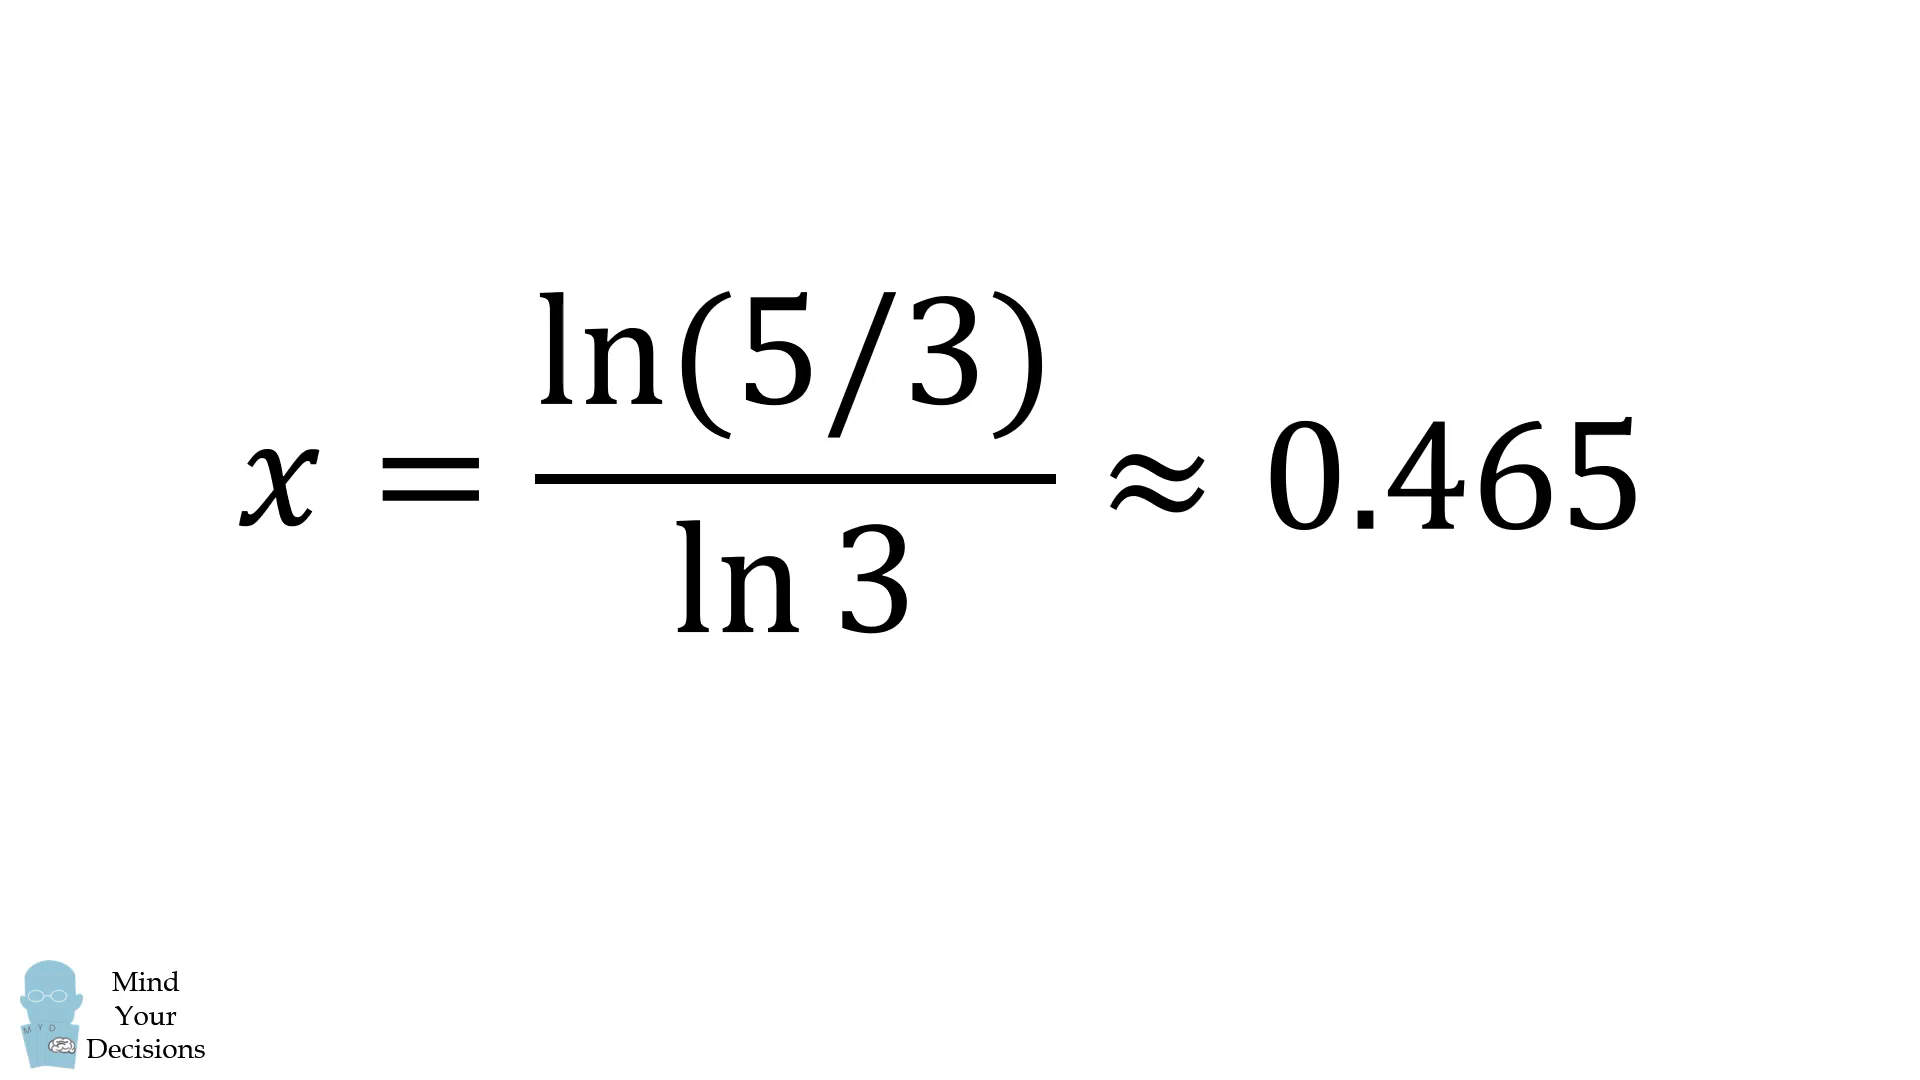 x = ln(5/3) / ln 3 ≈ 0.465
Mind
Your
Decisions
M Y D